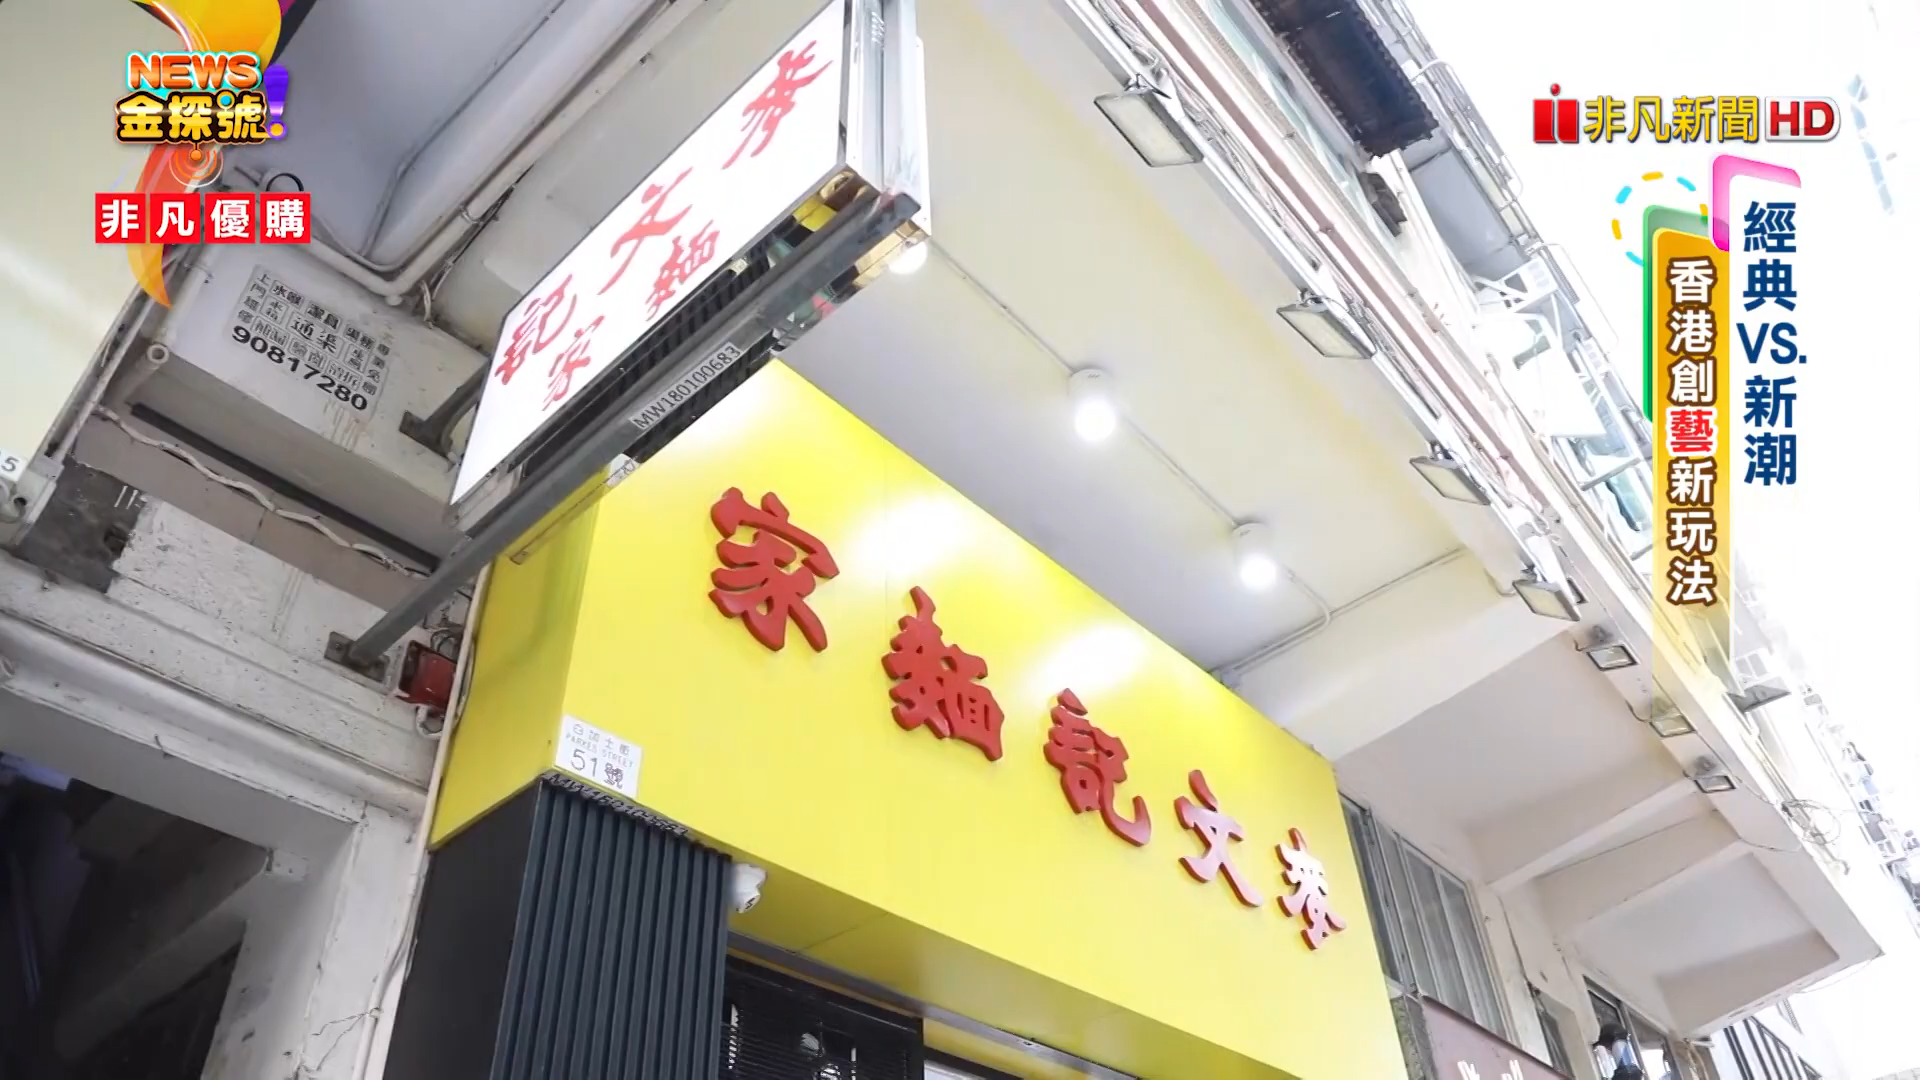 NEWS
金探號!
非凡優購
非凡新聞HD
經典VS.新潮
香港創藝新玩法
麥文記
麵家
MW180100683
通渠
90817280
家麵記文麥
白加士街
PARKES STREET
51號